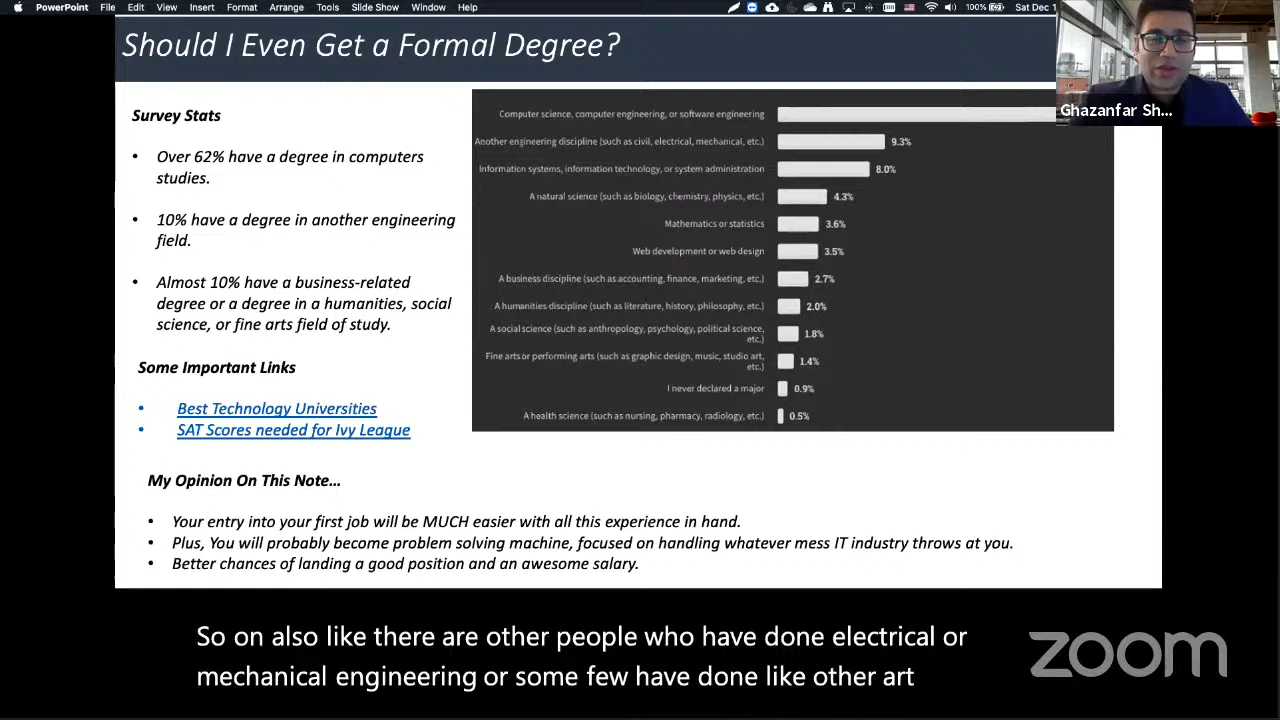 PowerPoint File Edit View Insert Format Arrange Tools Slide Show Window Help 100% Sat Dec 1
Should I Even Get a Formal Degree?
Ghazanfar Sh...
Survey Stats
• Over 62% have a degree in computers
studies.
• 10% have a degree in another engineering
field.
• Almost 10% have a business-related
degree or a degree in a humanities, social
science, or fine arts field of study.
Some Important Links
• Best Technology Universities
• SAT Scores needed for Ivy League
Computer science, computer engineering, or software engineering
Another engineering discipline (such as civil, electrical, mechanical, etc.) 9.3%
Information systems, information technology, or system administration 8.0%
A natural science (such as biology, chemistry, physics, etc.) 4.3%
Mathematics or statistics 3.6%
Web development or web design 3.5%
A business discipline (such as accounting, finance, marketing, etc.) 2.7%
A humanities discipline (such as literature, history, philosophy, etc.) 2.0%
A social science (such as anthropology, psychology, political science,
etc.) 1.8%
Fine arts or performing arts (such as graphic design, music, studio art,
etc.) 1.4%
I never declared a major 0.9%
A health science (such as nursing, pharmacy, radiology, etc.) 0.5%
My Opinion On This Note...
• Your entry into your first job will be MUCH easier with all this experience in hand.
• Plus, You will probably become problem solving machine, focused on handling whatever mess IT industry throws at you.
• Better chances of landing a good position and an awesome salary.
So on also like there are other people who have done electrical or
mechanical engineering or some few have done like other art
zoom